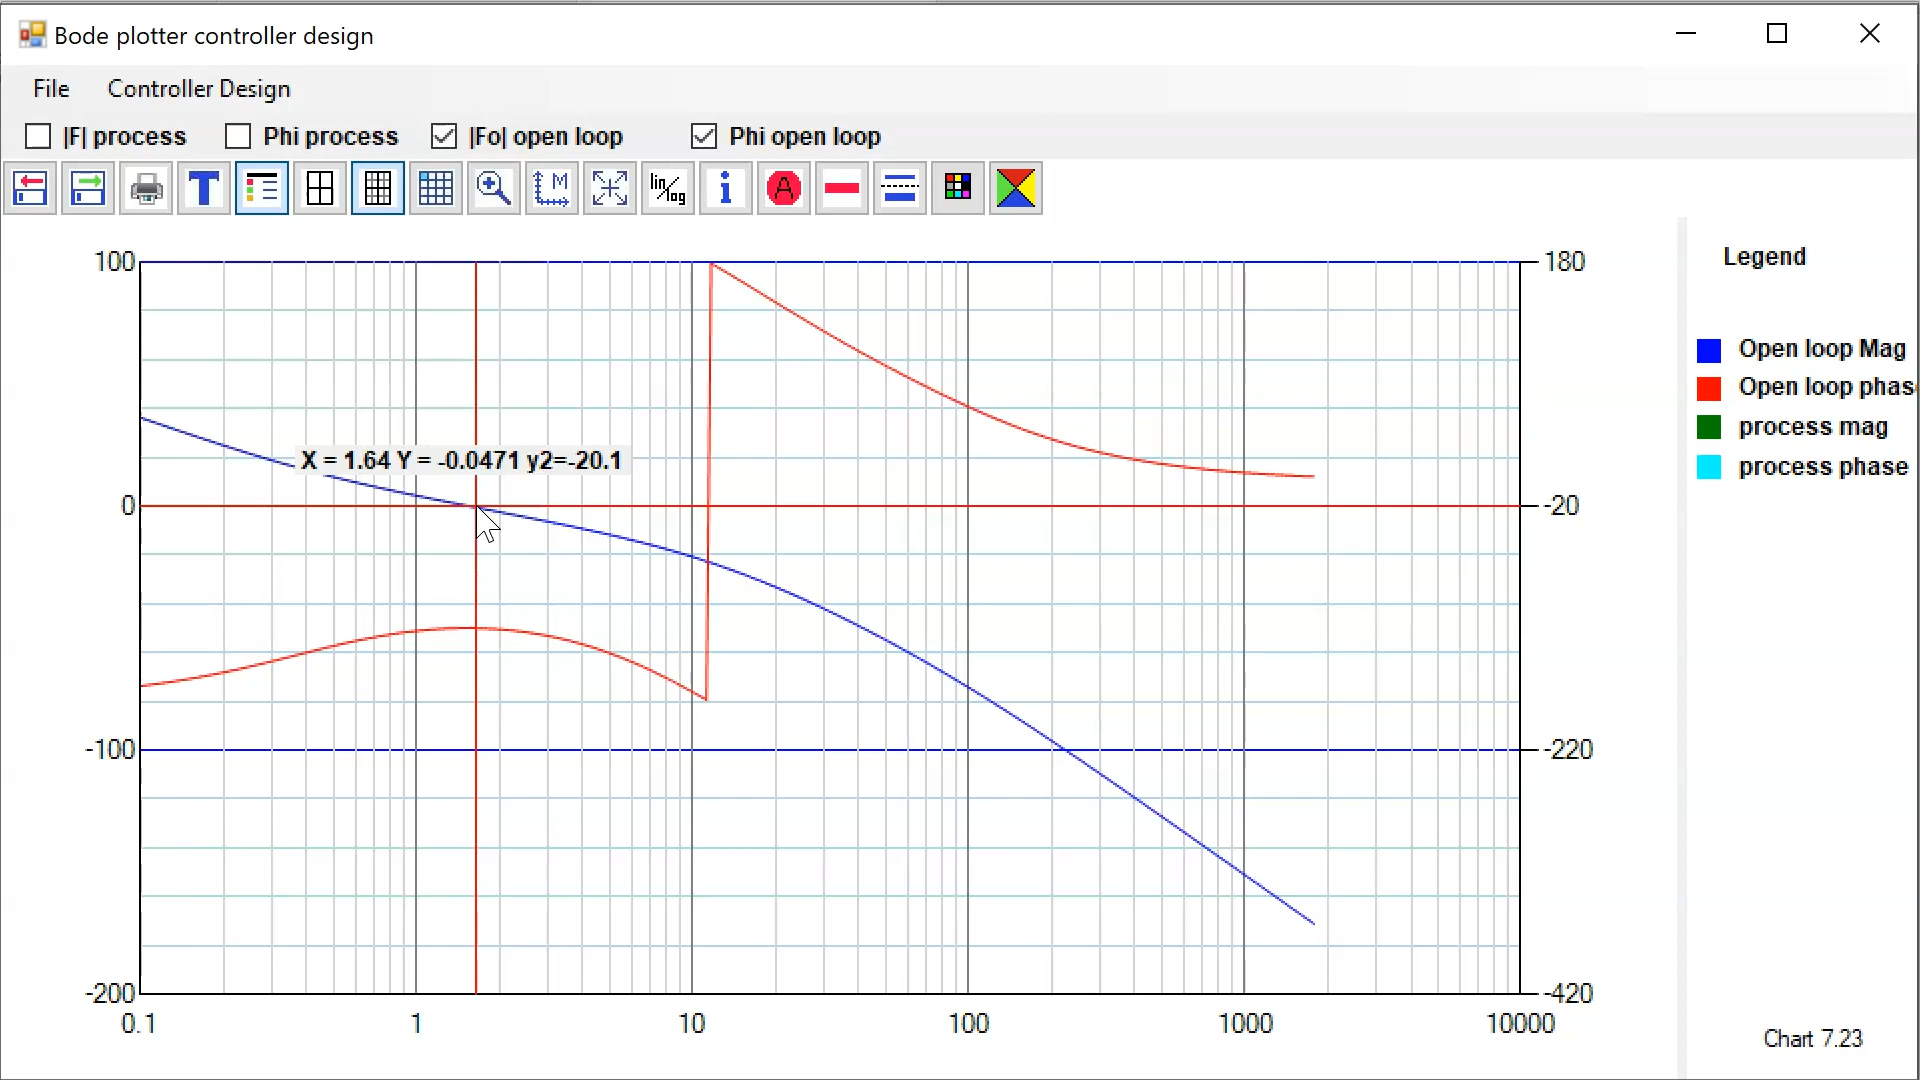 Bode plotter controller design
File Controller Design
|F| process Phi process |Fo| open loop Phi open loop
T lin/log i A M
100 180
X = 1.64 Y = -0.0471 y2=-20.1
0 -20
-100 -220
-200 -420
0.1 1 10 100 1000 10000
Legend
Open loop Mag
Open loop phas
process mag
process phase
Chart 7.23